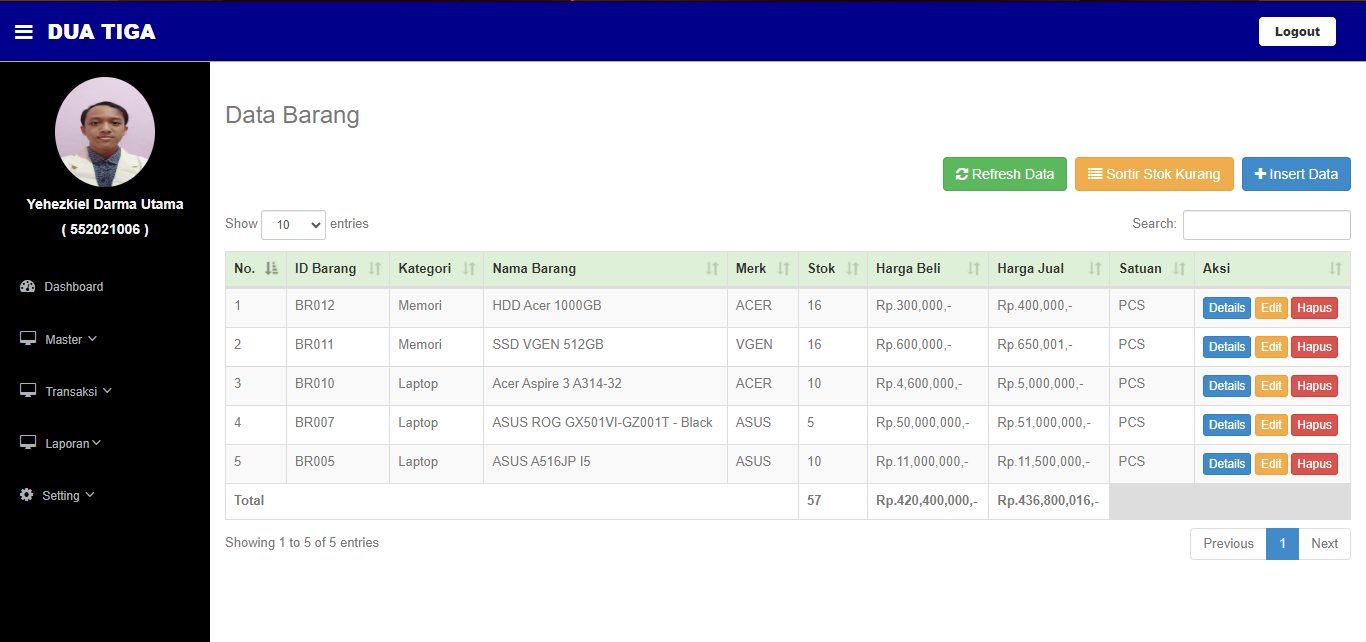 DUA TIGA
Logout
Yehezkiel Darma Utama
( 552021006 )
Dashboard
Master
Transaksi
Laporan
Setting
Data Barang
Refresh Data Sortir Stok Kurang Insert Data
Show 10 entries Search:
No. ID Barang Kategori Nama Barang Merk Stok Harga Beli Harga Jual Satuan Aksi
1 BR012 Memori HDD Acer 1000GB ACER 16 Rp.300,000,- Rp.400,000,- PCS Details Edit Hapus
2 BR011 Memori SSD VGEN 512GB VGEN 16 Rp.600,000,- Rp.650,001,- PCS Details Edit Hapus
3 BR010 Laptop Acer Aspire 3 A314-32 ACER 10 Rp.4,600,000,- Rp.5,000,000,- PCS Details Edit Hapus
4 BR007 Laptop ASUS ROG GX501VI-GZ001T - Black ASUS 5 Rp.50,000,000,- Rp.51,000,000,- PCS Details Edit Hapus
5 BR005 Laptop ASUS A516JP I5 ASUS 10 Rp.11,000,000,- Rp.11,500,000,- PCS Details Edit Hapus
Total 57 Rp.420,400,000,- Rp.436,800,016,-
Showing 1 to 5 of 5 entries Previous 1 Next